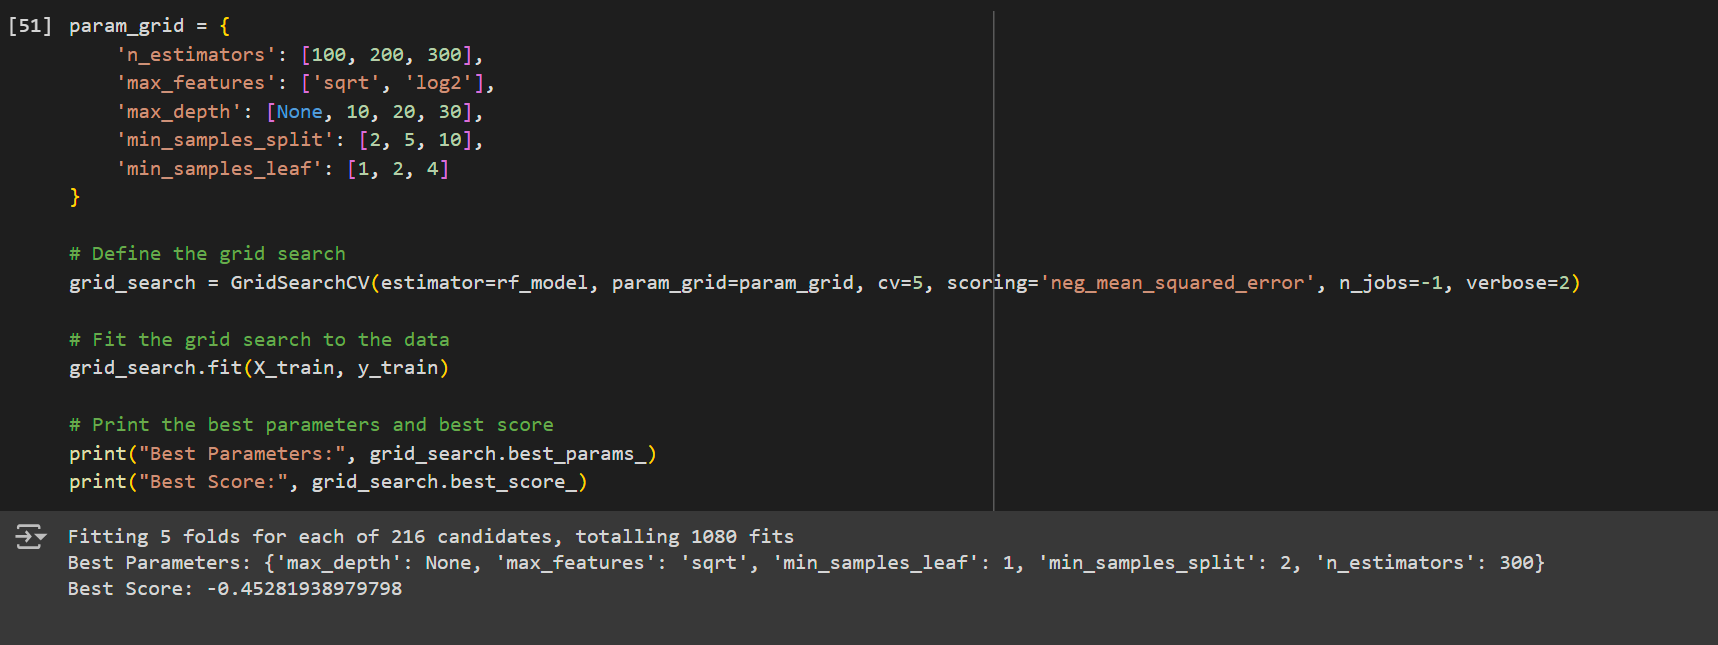 [51] param_grid = {
    'n_estimators': [100, 200, 300],
    'max_features': ['sqrt', 'log2'],
    'max_depth': [None, 10, 20, 30],
    'min_samples_split': [2, 5, 10],
    'min_samples_leaf': [1, 2, 4]
}
# Define the grid search
grid_search = GridSearchCV(estimator=rf_model, param_grid=param_grid, cv=5, scoring='neg_mean_squared_error', n_jobs=-1, verbose=2)
# Fit the grid search to the data
grid_search.fit(X_train, y_train)
# Print the best parameters and best score
print("Best Parameters:", grid_search.best_params_)
print("Best Score:", grid_search.best_score_)
Fitting 5 folds for each of 216 candidates, totalling 1080 fits
Best Parameters: {'max_depth': None, 'max_features': 'sqrt', 'min_samples_leaf': 1, 'min_samples_split': 2, 'n_estimators': 300}
Best Score: -0.45281938979798